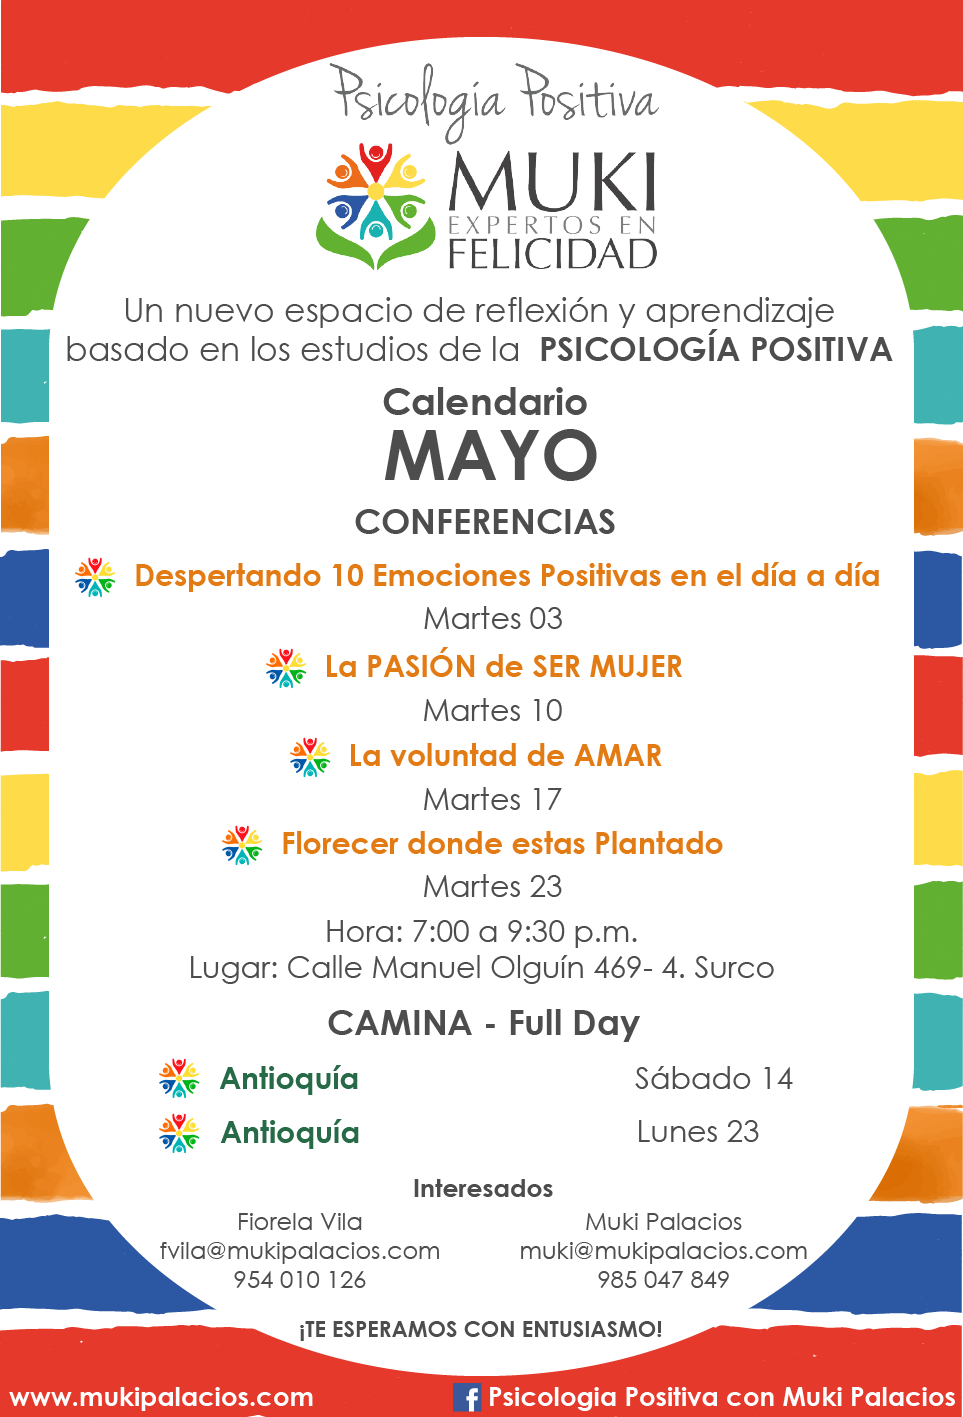 Psicologia Positiva
MUKI
EXPERTOS EN
FELICIDAD
Un nuevo espacio de reflexión y aprendizaje
basado en los estudios de la PSICOLOGÍA POSITIVA
Calendario
MAYO
CONFERENCIAS
Despertando 10 Emociones Positivas en el día a día
Martes 03
La PASIÓN de SER MUJER
Martes 10
La voluntad de AMAR
Martes 17
Florecer donde estas Plantado
Martes 23
Hora: 7:00 a 9:30 p.m.
Lugar: Calle Manuel Olguín 469- 4. Surco
CAMINA - Full Day
Antioquía Sábado 14
Antioquía Lunes 23
Interesados
Fiorela Vila Muki Palacios
fvila@mukipalacios.com muki@mukipalacios.com
954 010 126 985 047 849
¡TE ESPERAMOS CON ENTUSIASMO!
www.mukipalacios.com f Psicologia Positiva con Muki Palacios